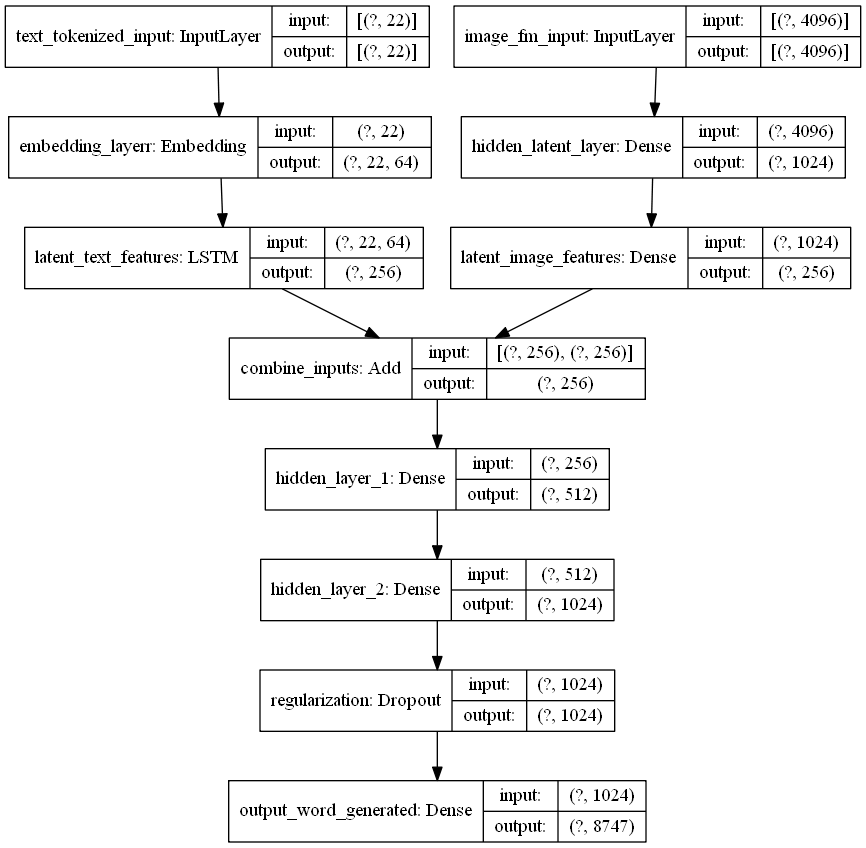 text_tokenized_input: InputLayer
input:
[(?, 22)]
output:
[(?, 22)]
image_fm_input: InputLayer
input:
[(?, 4096)]
output:
[(?, 4096)]
embedding_layerr: Embedding
input:
(?, 22)
output:
(?, 22, 64)
hidden_latent_layer: Dense
input:
(?, 4096)
output:
(?, 1024)
latent_text_features: LSTM
input:
(?, 22, 64)
output:
(?, 256)
latent_image_features: Dense
input:
(?, 1024)
output:
(?, 256)
combine_inputs: Add
input:
[(?, 256), (?, 256)]
output:
(?, 256)
hidden_layer_1: Dense
input:
(?, 256)
output:
(?, 512)
hidden_layer_2: Dense
input:
(?, 512)
output:
(?, 1024)
regularization: Dropout
input:
(?, 1024)
output:
(?, 1024)
output_word_generated: Dense
input:
(?, 1024)
output:
(?, 8747)